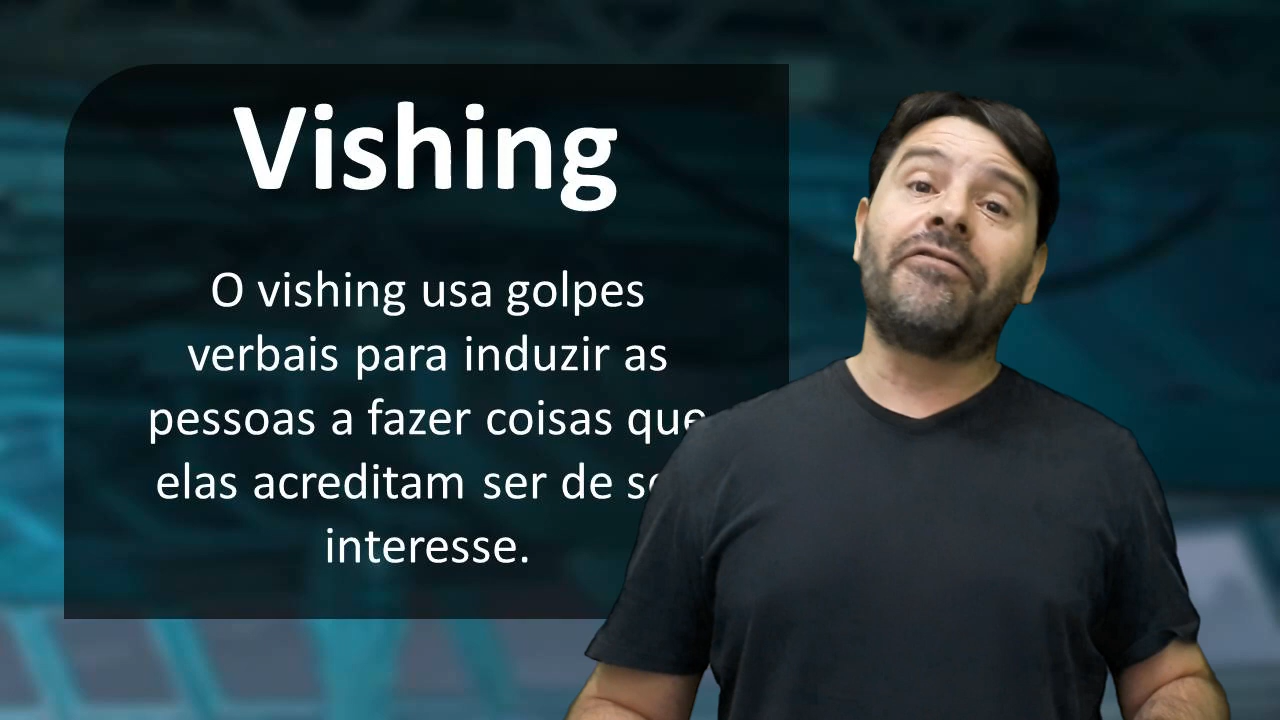 Vishing
O vishing usa golpes
verbais para induzir as
pessoas a fazer coisas que
elas acreditam ser de
interesse.